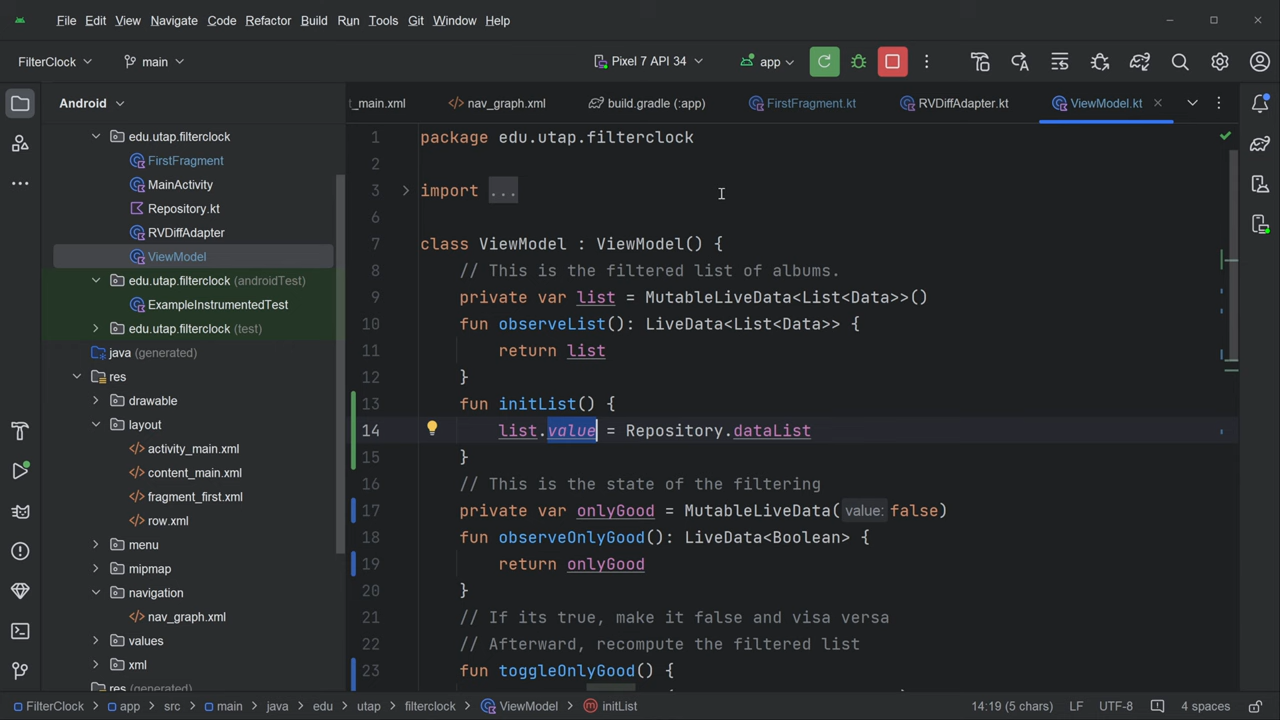 File Edit View Navigate Code Refactor Build Run Tools Git Window Help
FilterClock main Pixel 7 API 34 app
Android
t_main.xml nav_graph.xml build.gradle (:app) FirstFragment.kt RVDiffAdapter.kt ViewModel.kt
edu.utap.filterclock
FirstFragment
MainActivity
Repository.kt
RVDiffAdapter
ViewModel
edu.utap.filterclock (androidTest)
ExampleInstrumentedTest
edu.utap.filterclock (test)
java (generated)
res
drawable
layout
activity_main.xml
content_main.xml
fragment_first.xml
row.xml
menu
mipmap
navigation
nav_graph.xml
values
xml
res (generated)
1 package edu.utap.filterclock
2
3 import ...
6
7 class ViewModel : ViewModel() {
8 // This is the filtered list of albums.
9 private var list = MutableLiveData<List<Data>>()
10 fun observeList(): LiveData<List<Data>> {
11 return list
12 }
13 fun initList() {
14 list.value = Repository.dataList
15 }
16 // This is the state of the filtering
17 private var onlyGood = MutableLiveData( value: false)
18 fun observeOnlyGood(): LiveData<Boolean> {
19 return onlyGood
20 }
21 // If its true, make it false and visa versa
22 // Afterward, recompute the filtered list
23 fun toggleOnlyGood() {
FilterClock app src main java edu utap filterclock ViewModel initList 14:19 (5 chars) LF UTF-8 4 spaces